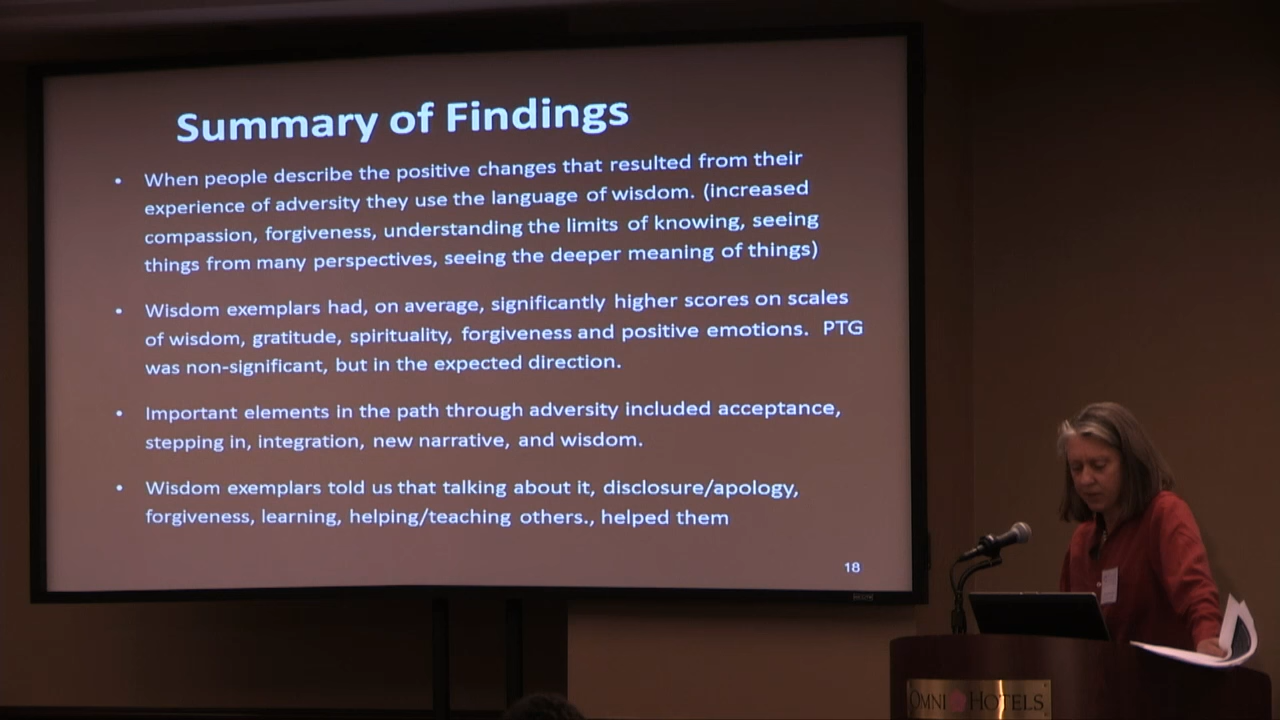 Summary of Findings
• When people describe the positive changes that resulted from their
experience of adversity they use the language of wisdom. (increased
compassion, forgiveness, understanding the limits of knowing, seeing
things from many perspectives, seeing the deeper meaning of things)
• Wisdom exemplars had, on average, significantly higher scores on scales
of wisdom, gratitude, spirituality, forgiveness and positive emotions. PTG
was non-significant, but in the expected direction.
• Important elements in the path through adversity included acceptance,
stepping in, integration, new narrative, and wisdom.
• Wisdom exemplars told us that talking about it, disclosure/apology,
forgiveness, learning, helping/teaching others., helped them
18
OMNI HOTELS